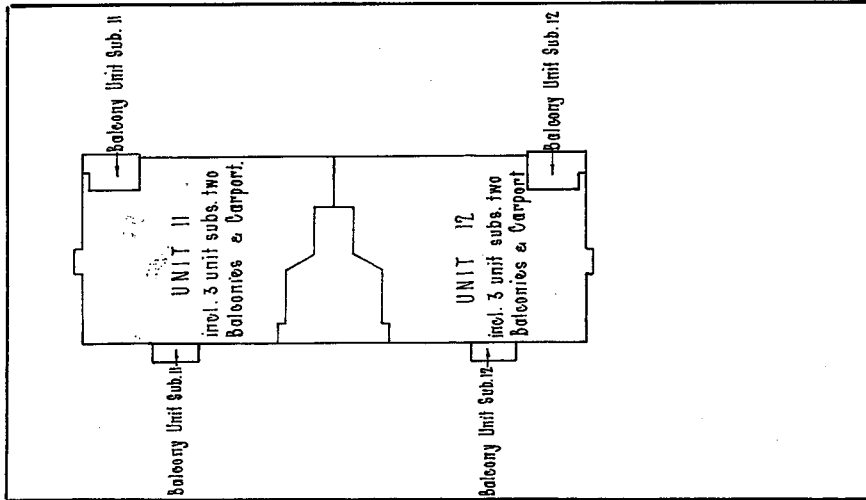 Balcony Unit Sub. 11
Balcony Unit Sub. 11
UNIT 11
incl. 3 unit subs. two
Balconies & Carport.
Balcony Unit Sub. 12
Balcony Unit Sub. 12
UNIT 12
incl. 3 unit subs. two
Balconies & Carport